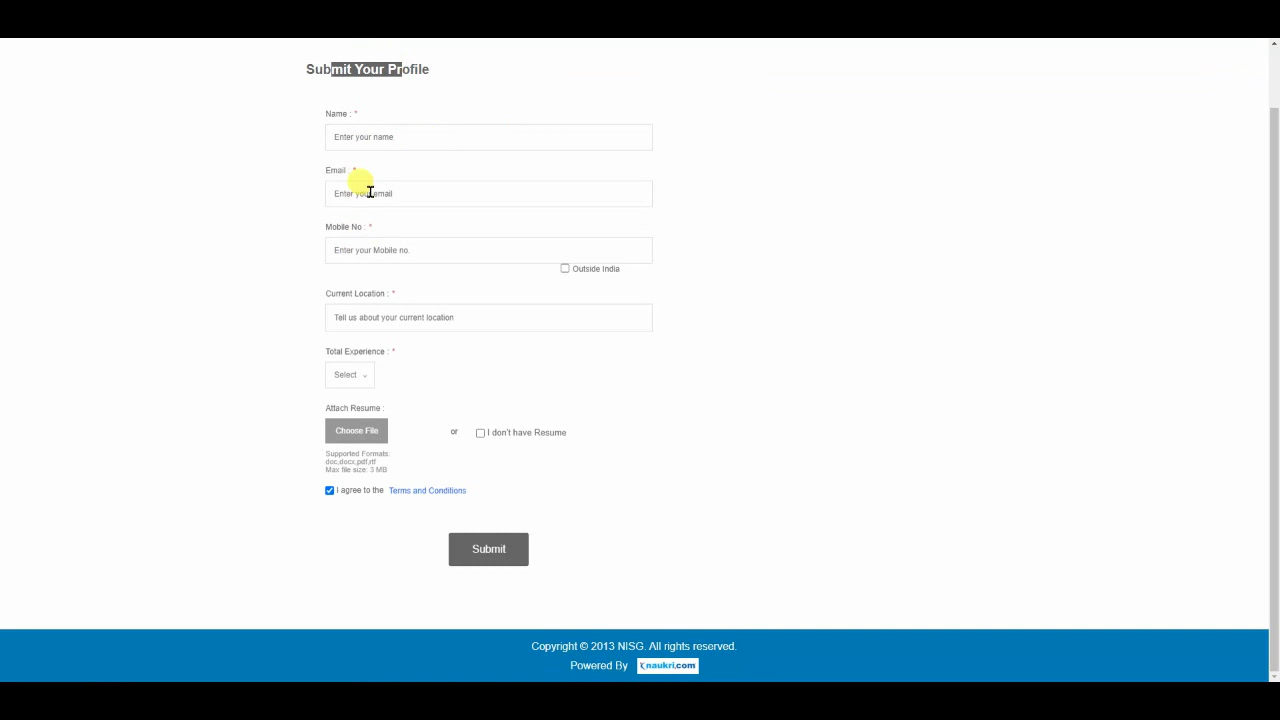 Submit Your Profile
Name : *
Enter your name
Email : *
Enter your email
Mobile No : *
Enter your Mobile no.
Outside India
Current Location : *
Tell us about your current location
Total Experience : *
Select
Attach Resume :
Choose File or I don't have Resume
Supported Formats:
doc,docx,pdf,rtf
Max file size: 3 MB
I agree to the Terms and Conditions
Submit
Copyright © 2013 NISG. All rights reserved.
Powered By naukri.com